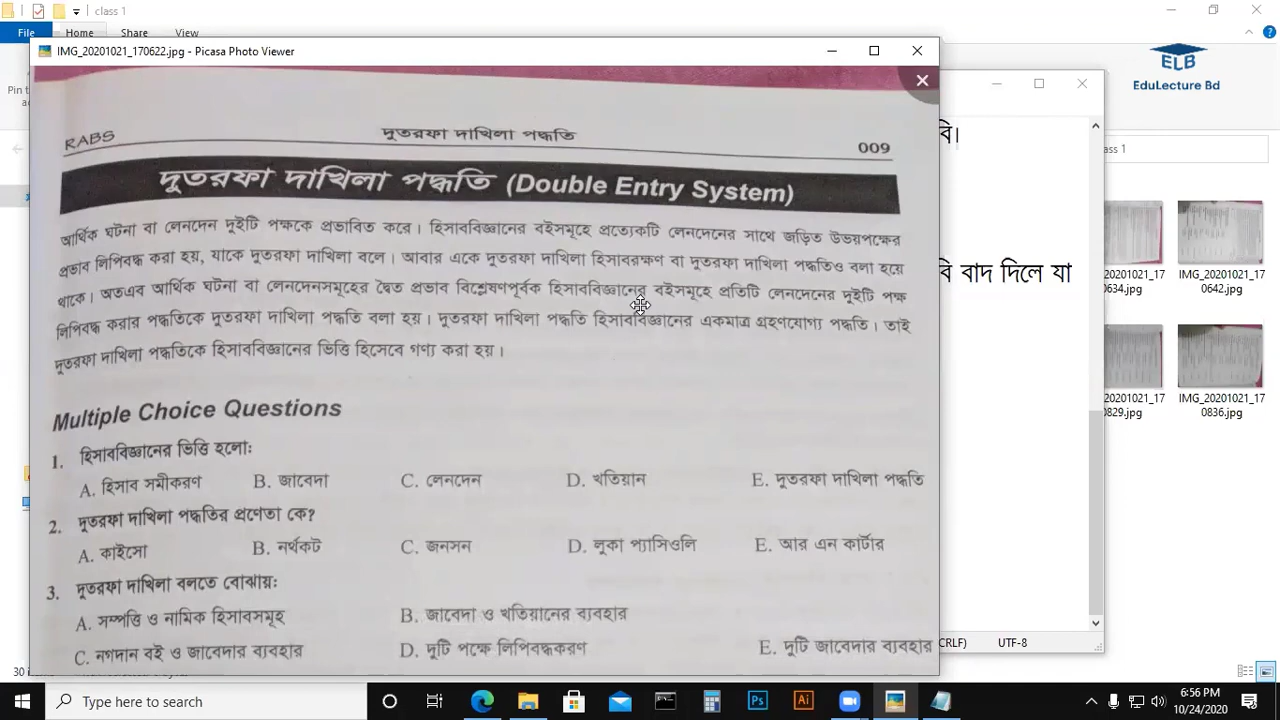 class 1
File
Home
Share
View
IMG_20201021_170622.jpg - Picasa Photo Viewer
ELB
EduLecture Bd
RABS
দুতরফা দাখিলা পদ্ধতি
009
দুতরফা দাখিলা পদ্ধতি (Double Entry System)
আর্থিক ঘটনা বা লেনদেন দুইটি পক্ষকে প্রভাবিত করে। হিসাববিজ্ঞানের বইসমূহে প্রত্যেকটি লেনদেনের সাথে জড়িত উভয়পক্ষের
প্রভাব লিপিবদ্ধ করা হয়, যাকে দুতরফা দাখিলা বলে। আবার একে দুতরফা দাখিলা হিসাবরক্ষণ বা দুতরফা দাখিলা পদ্ধতিও বলা হয়ে
থাকে। অতএব আর্থিক ঘটনা বা লেনদেনসমূহের দ্বৈত প্রভাব বিশ্লেষণপূর্বক হিসাববিজ্ঞানের বইসমূহে প্রতিটি লেনদেনের দুইটি পক্ষ
লিপিবদ্ধ করার পদ্ধতিকে দুতরফা দাখিলা পদ্ধতি বলা হয়। দুতরফা দাখিলা পদ্ধতি হিসাববিজ্ঞানের একমাত্র গ্রহণযোগ্য পদ্ধতি। তাই
দুতরফা দাখিলা পদ্ধতিকে হিসাববিজ্ঞানের ভিত্তি হিসেবে গণ্য করা হয়।
Multiple Choice Questions
1. হিসাববিজ্ঞানের ভিত্তি হলো:
A. হিসাব সমীকরণ B. জাবেদা C. লেনদেন D. খতিয়ান E. দুতরফা দাখিলা পদ্ধতি
2. দুতরফা দাখিলা পদ্ধতির প্রণেতা কে?
A. কাইসো B. নর্থকট C. জনসন D. লুকা প্যাসিওলি E. আর এন কার্টার
3. দুতরফা দাখিলা বলতে বোঝায়:
A. সম্পত্তি ও নামিক হিসাবসমূহ B. জাবেদা ও খতিয়ানের ব্যবহার
C. নগদান বই ও জাবেদার ব্যবহার D. দুটি পক্ষে লিপিবদ্ধকরণ E. দুটি জাবেদার ব্যবহার
বাদ দিলে যা
(CRLF) UTF-8
Type here to search
6:56 PM
10/24/2020